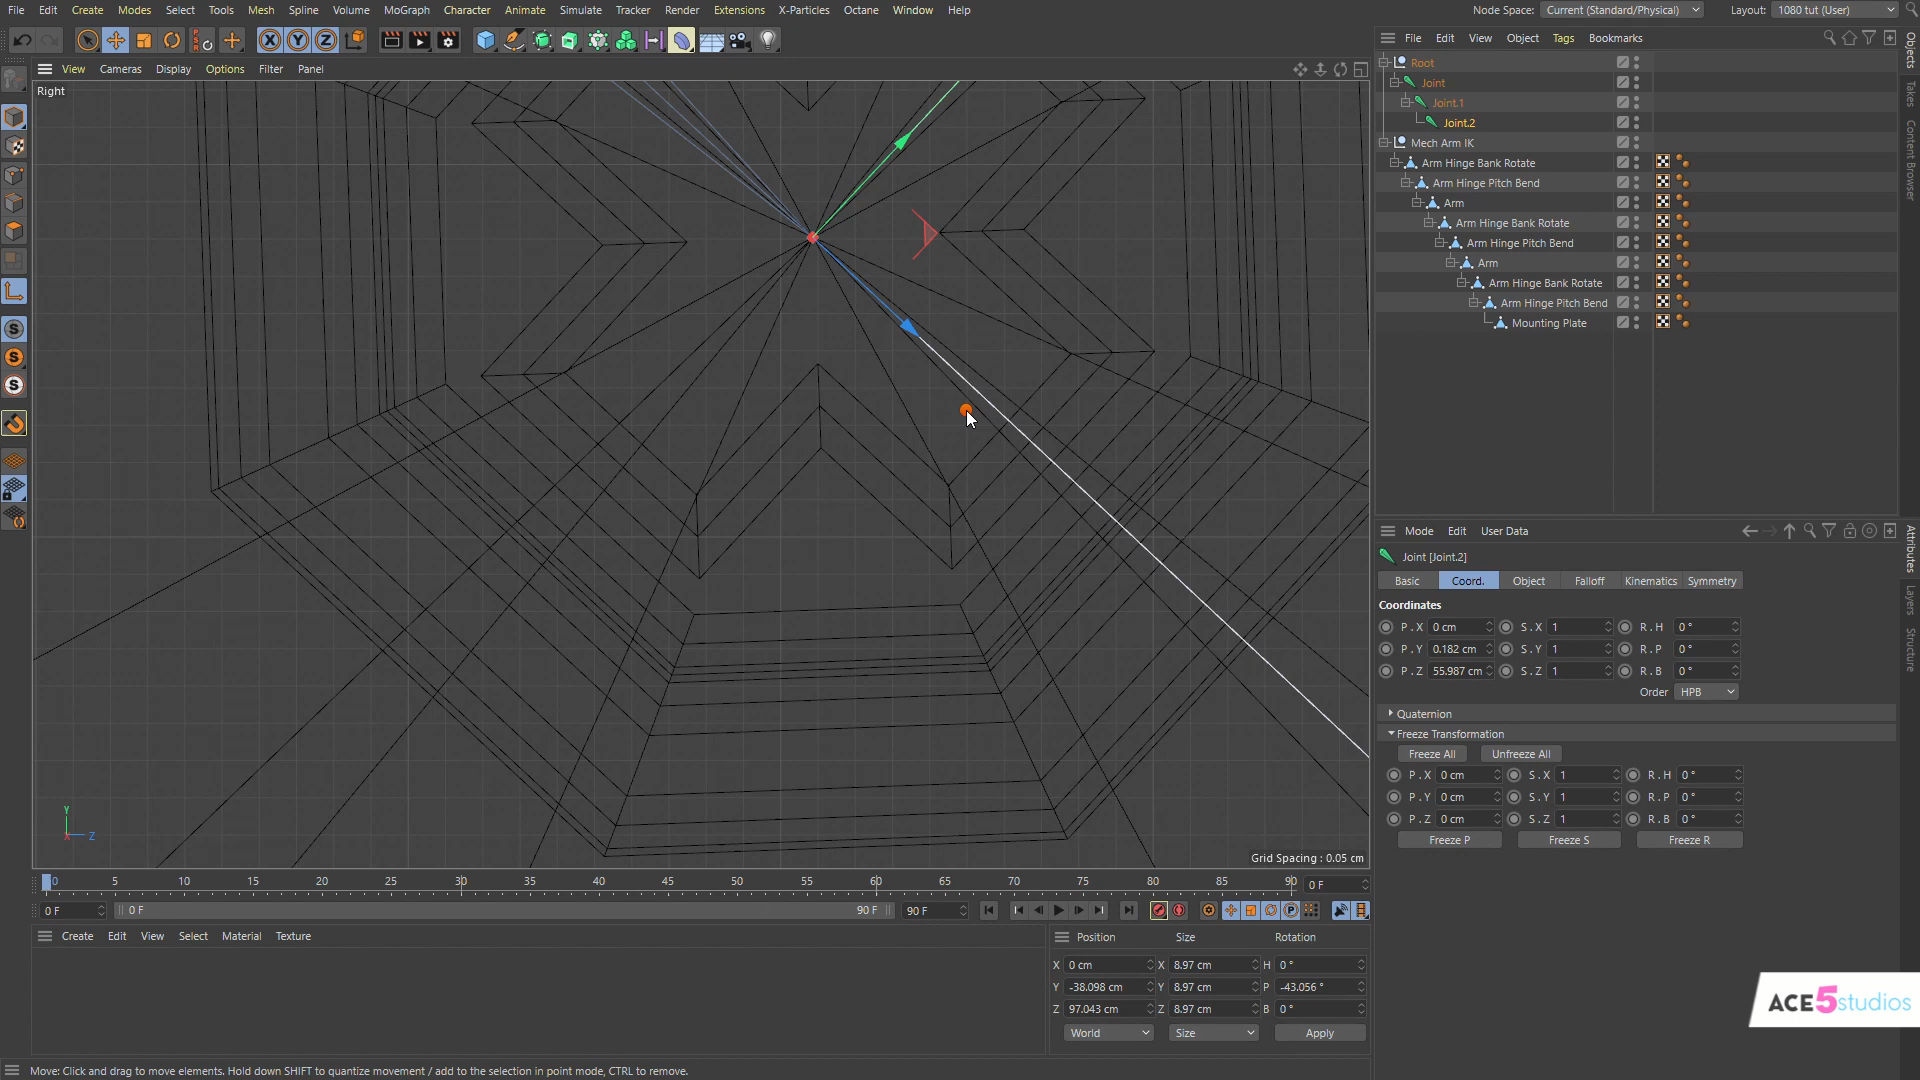 File Edit Create Modes Select Tools Mesh Spline Volume MoGraph Character Animate Simulate Tracker Render Extensions X-Particles Octane Window Help
Node Space: Current (Standard/Physical) Layout: 1080 tut (User)
View Cameras Display Options Filter Panel
File Edit View Object Tags Bookmarks
Right
Root
Joint
Joint.1
Joint.2
Mech Arm IK
Arm Hinge Bank Rotate
Arm Hinge Pitch Bend
Arm
Arm Hinge Bank Rotate
Arm Hinge Pitch Bend
Arm
Arm Hinge Bank Rotate
Arm Hinge Pitch Bend
Mounting Plate
Objects
Takes
Content Browser
Attributes
Layers
Structure
Mode Edit User Data
Joint [Joint.2]
Basic Coord. Object Falloff Kinematics Symmetry
Coordinates
P . X 0 cm S . X 1 R . H 0 °
P . Y 0.182 cm S . Y 1 R . P 0 °
P . Z 55.987 cm S . Z 1 R . B 0 °
Order HPB
Quaternion
Freeze Transformation
Freeze All Unfreeze All
P . X 0 cm S . X 1 R . H 0 °
P . Y 0 cm S . Y 1 R . P 0 °
P . Z 0 cm S . Z 1 R . B 0 °
Freeze P Freeze S Freeze R
Y
X Z
Grid Spacing : 0.05 cm
0 5 10 15 20 25 30 35 40 45 50 55 60 65 70 75 80 85 90 0 F
0 F 0 F 90 F 90 F
Create Edit View Select Material Texture
Position Size Rotation
X 0 cm X 8.97 cm H 0 °
Y -38.098 cm Y 8.97 cm P -43.056 °
Z 97.043 cm Z 8.97 cm B 0 °
World Size Apply
ACE5studios
Move: Click and drag to move elements. Hold down SHIFT to quantize movement / add to the selection in point mode, CTRL to remove.